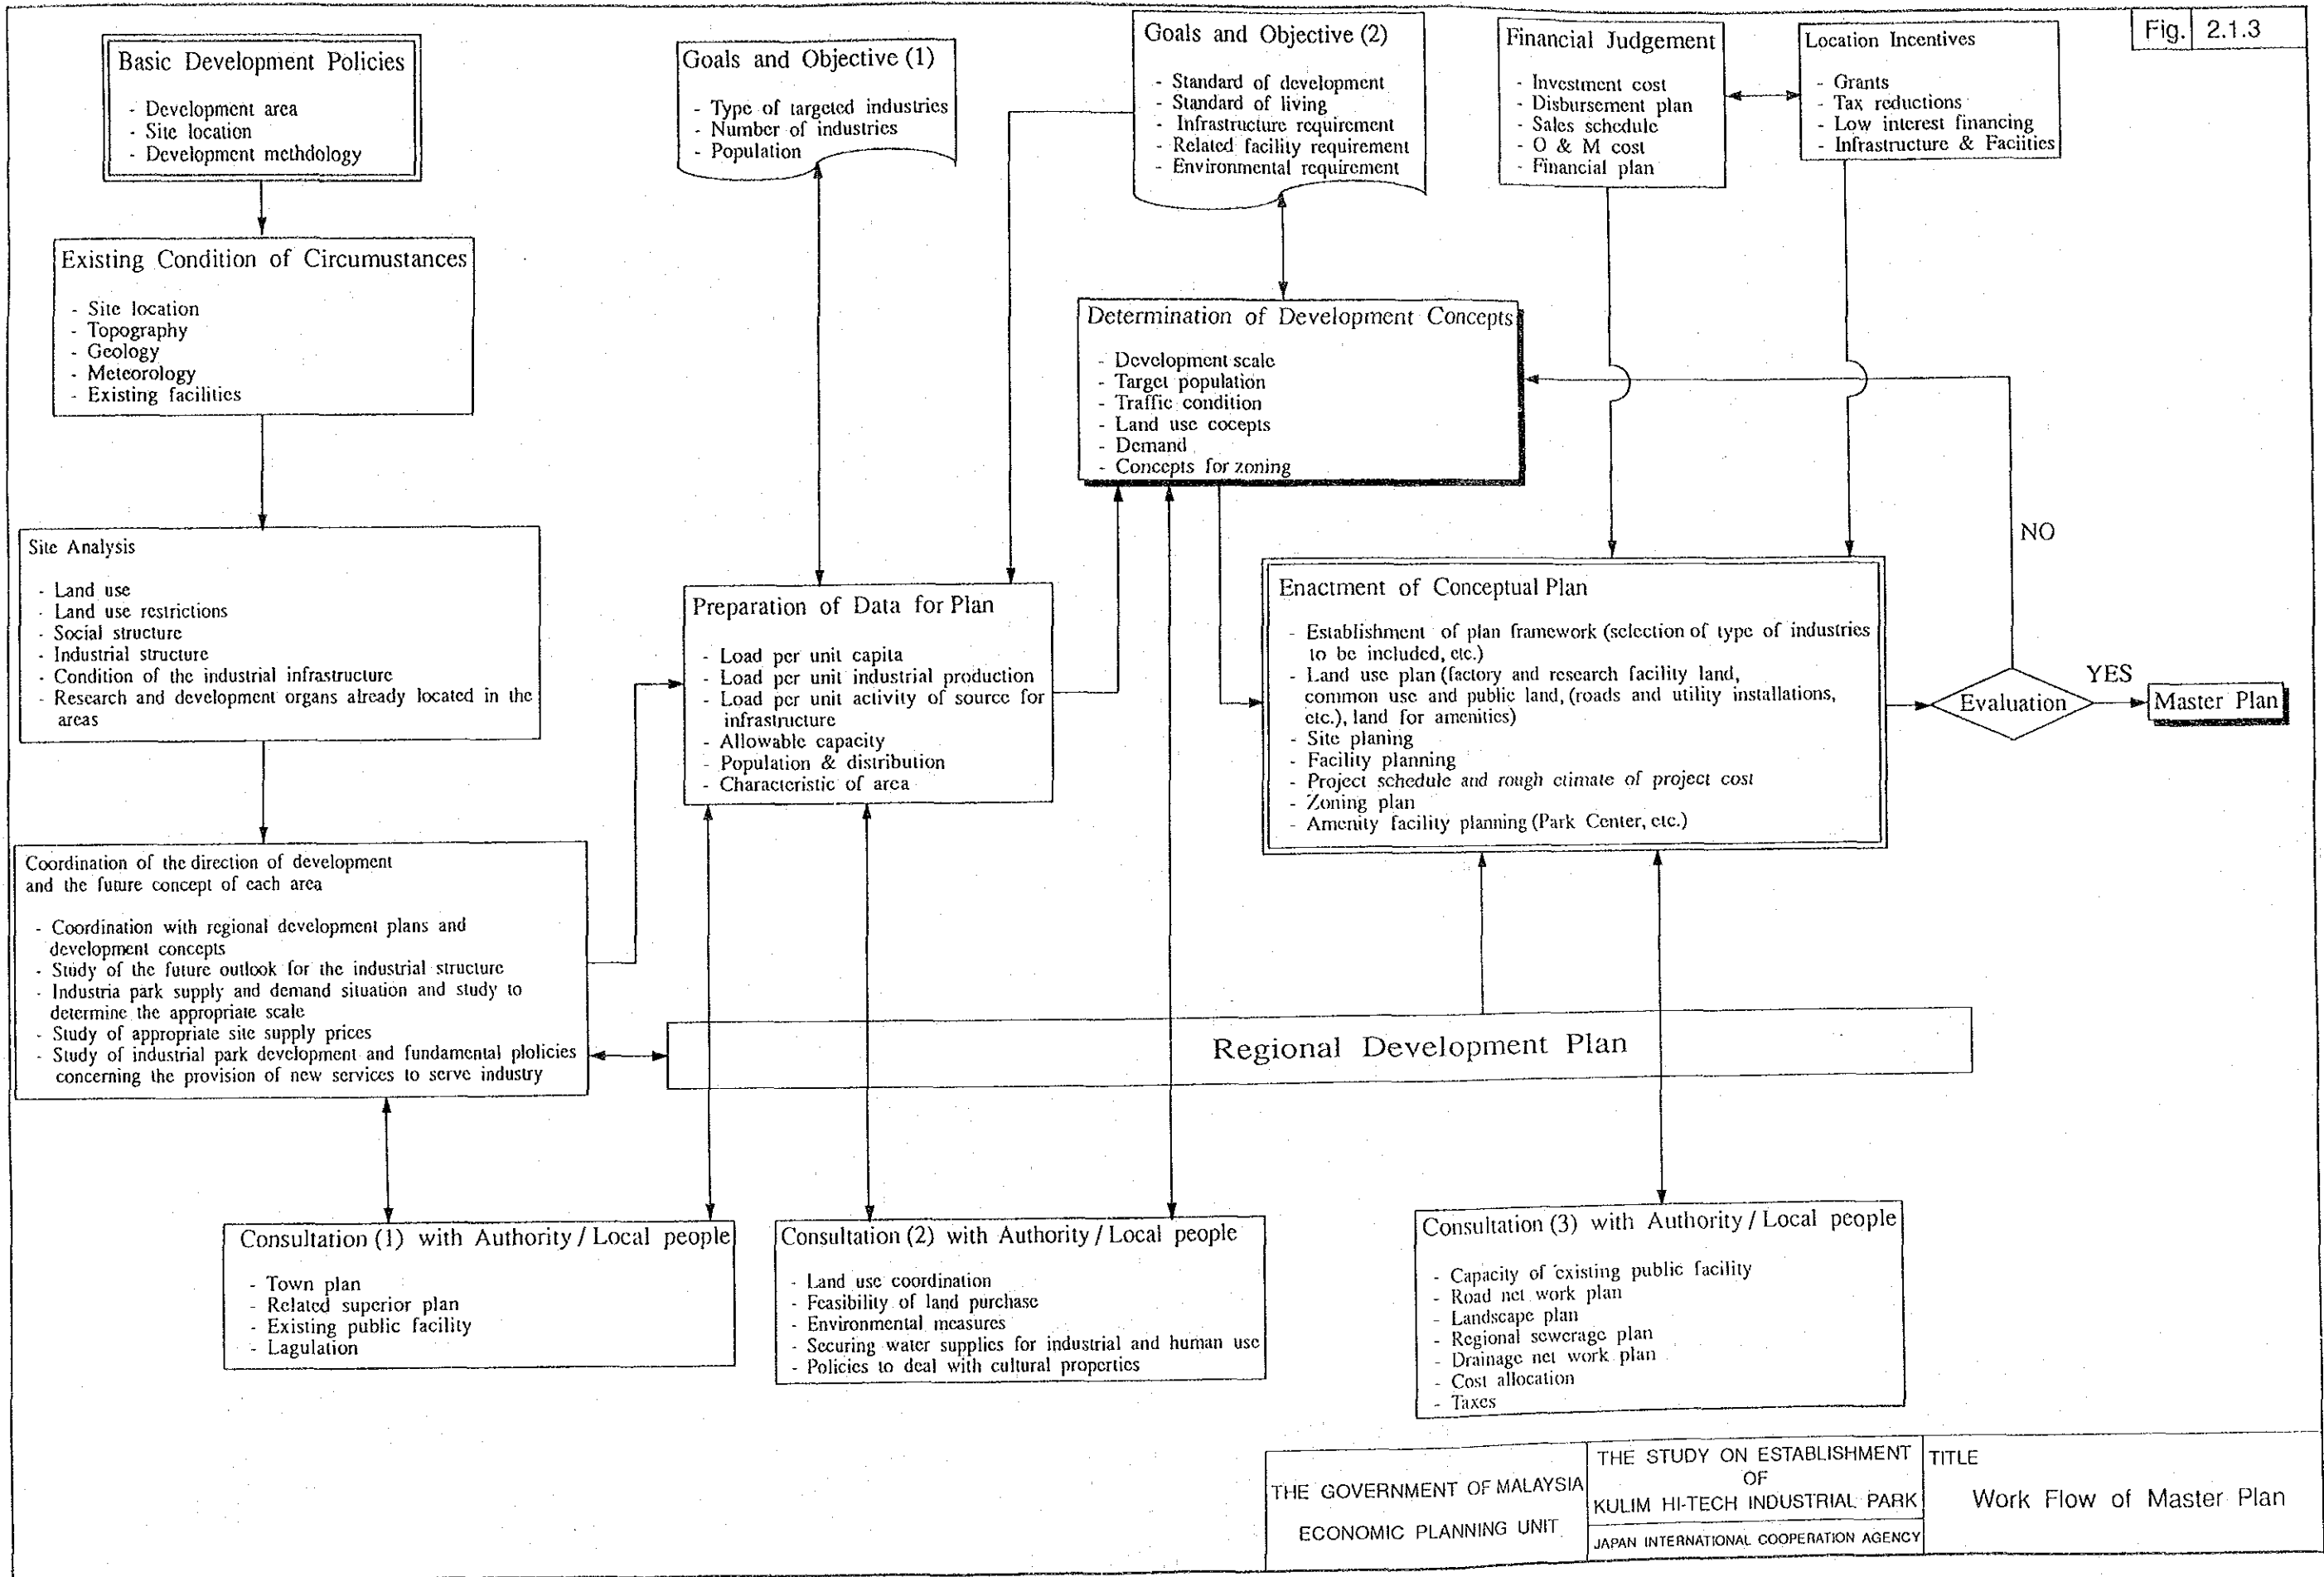 Fig. 2.1.3
Basic Development Policies
- Development area
- Site location
- Development methdology
Goals and Objective (1)
- Type of targeted industries
- Number of industries
- Population
Goals and Objective (2)
- Standard of development
- Standard of living
- Infrastructure requirement
- Related facility requirement
- Environmental requirement
Financial Judgement
- Investment cost
- Disbursement plan
- Sales schedule
- O & M cost
- Financial plan
Location Incentives
- Grants
- Tax reductions
- Low interest financing
- Infrastructure & Faciities
Existing Condition of Circumustances
- Site location
- Topography
- Geology
- Meteorology
- Existing facilities
Determination of Development Concepts
- Development scale
- Target population
- Traffic condition
- Land use cocepts
- Demand
- Concepts for zoning
Site Analysis
- Land use
- Land use restrictions
- Social structure
- Industrial structure
- Condition of the industrial infrastructure
- Research and development organs already located in the
areas
Preparation of Data for Plan
- Load per unit capita
- Load per unit industrial production
- Load per unit activity of source for
infrastructure
- Allowable capacity
- Population & distribution
- Characteristic of area
Enactment of Conceptual Plan
- Establishment of plan framework (selection of type of industries
to be included, etc.)
- Land use plan (factory and research facility land,
common use and public land, (roads and utility installations,
etc.), land for amenities)
- Site planing
- Facility planning
- Project schedule and rough etimate of project cost
- Zoning plan
- Amenity facility planning (Park Center, etc.)
NO
Evaluation
YES
Master Plan
Coordination of the direction of development
and the future concept of each area
- Coordination with regional development plans and
development concepts
- Study of the future outlook for the industrial structure
- Industria park supply and demand situation and study to
determine the appropriate scale
- Study of appropriate site supply prices
- Study of industrial park development and fundamental plolicies
concerning the provision of new services to serve industry
Regional Development Plan
Consultation (1) with Authority / Local people
- Town plan
- Related superior plan
- Existing public facility
- Lagulation
Consultation (2) with Authority / Local people
- Land use coordination
- Feasibility of land purchase
- Environmental measures
- Securing water supplies for industrial and human use
- Policies to deal with cultural properties
Consultation (3) with Authority / Local people
- Capacity of existing public facility
- Road net work plan
- Landscape plan
- Regional sewerage plan
- Drainage net work plan
- Cost allocation
- Taxes
THE GOVERNMENT OF MALAYSIA
ECONOMIC PLANNING UNIT
THE STUDY ON ESTABLISHMENT
OF
KULIM HI-TECH INDUSTRIAL PARK
JAPAN INTERNATIONAL COOPERATION AGENCY
TITLE
Work Flow of Master Plan